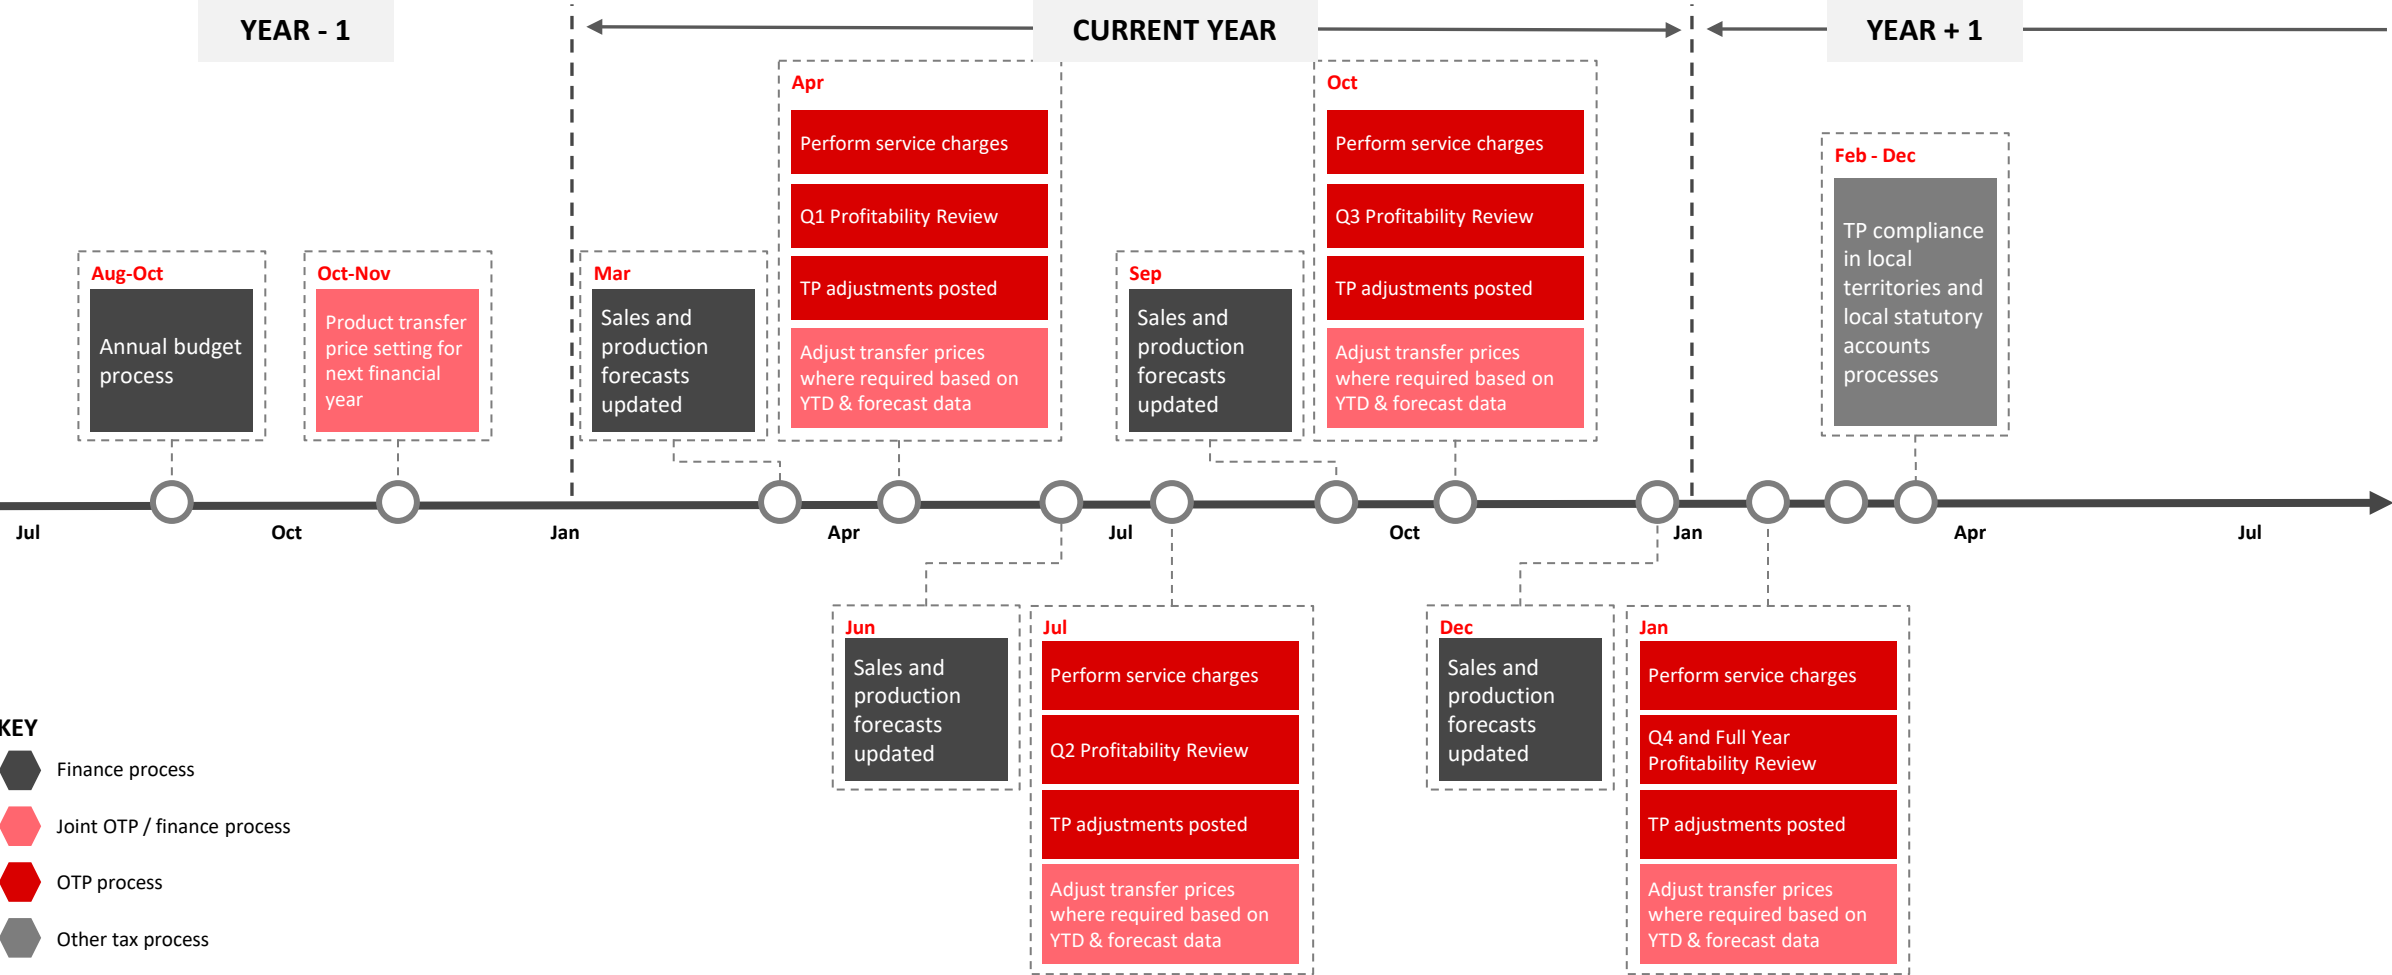 YEAR - 1
CURRENT YEAR
YEAR + 1
Aug-Oct
Annual budget
process
Oct-Nov
Product transfer
price setting for
next financial
year
Mar
Sales and
production
forecasts
updated
Apr
Perform service charges
Q1 Profitability Review
TP adjustments posted
Adjust transfer prices
where required based on
YTD & forecast data
Sep
Sales and
production
forecasts
updated
Oct
Perform service charges
Q3 Profitability Review
TP adjustments posted
Adjust transfer prices
where required based on
YTD & forecast data
Feb - Dec
TP compliance
in local
territories and
local statutory
accounts
processes
Jul
Oct
Jan
Apr
Jul
Oct
Jan
Apr
Jul
Jun
Sales and
production
forecasts
updated
Jul
Perform service charges
Q2 Profitability Review
TP adjustments posted
Adjust transfer prices
where required based on
YTD & forecast data
Dec
Sales and
production
forecasts
updated
Jan
Perform service charges
Q4 and Full Year
Profitability Review
TP adjustments posted
Adjust transfer prices
where required based on
YTD & forecast data
KEY
Finance process
Joint OTP / finance process
OTP process
Other tax process